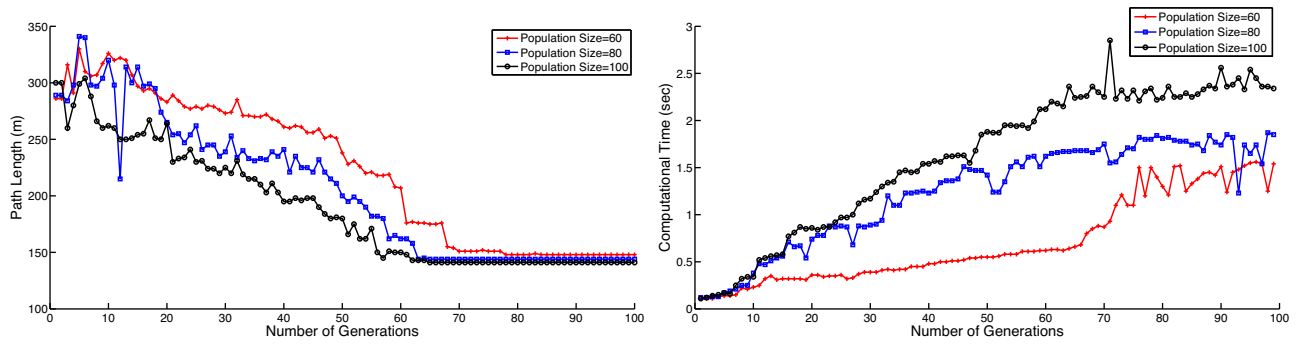 350
300
250
200
150
100
Path Length (m)
0 10 20 30 40 50 60 70 80 90 100
Number of Generations
Population Size=60
Population Size=80
Population Size=100
3
2.5
2
1.5
1
0.5
0
Computational Time (sec)
0 10 20 30 40 50 60 70 80 90 100
Number of Generations
Population Size=60
Population Size=80
Population Size=100